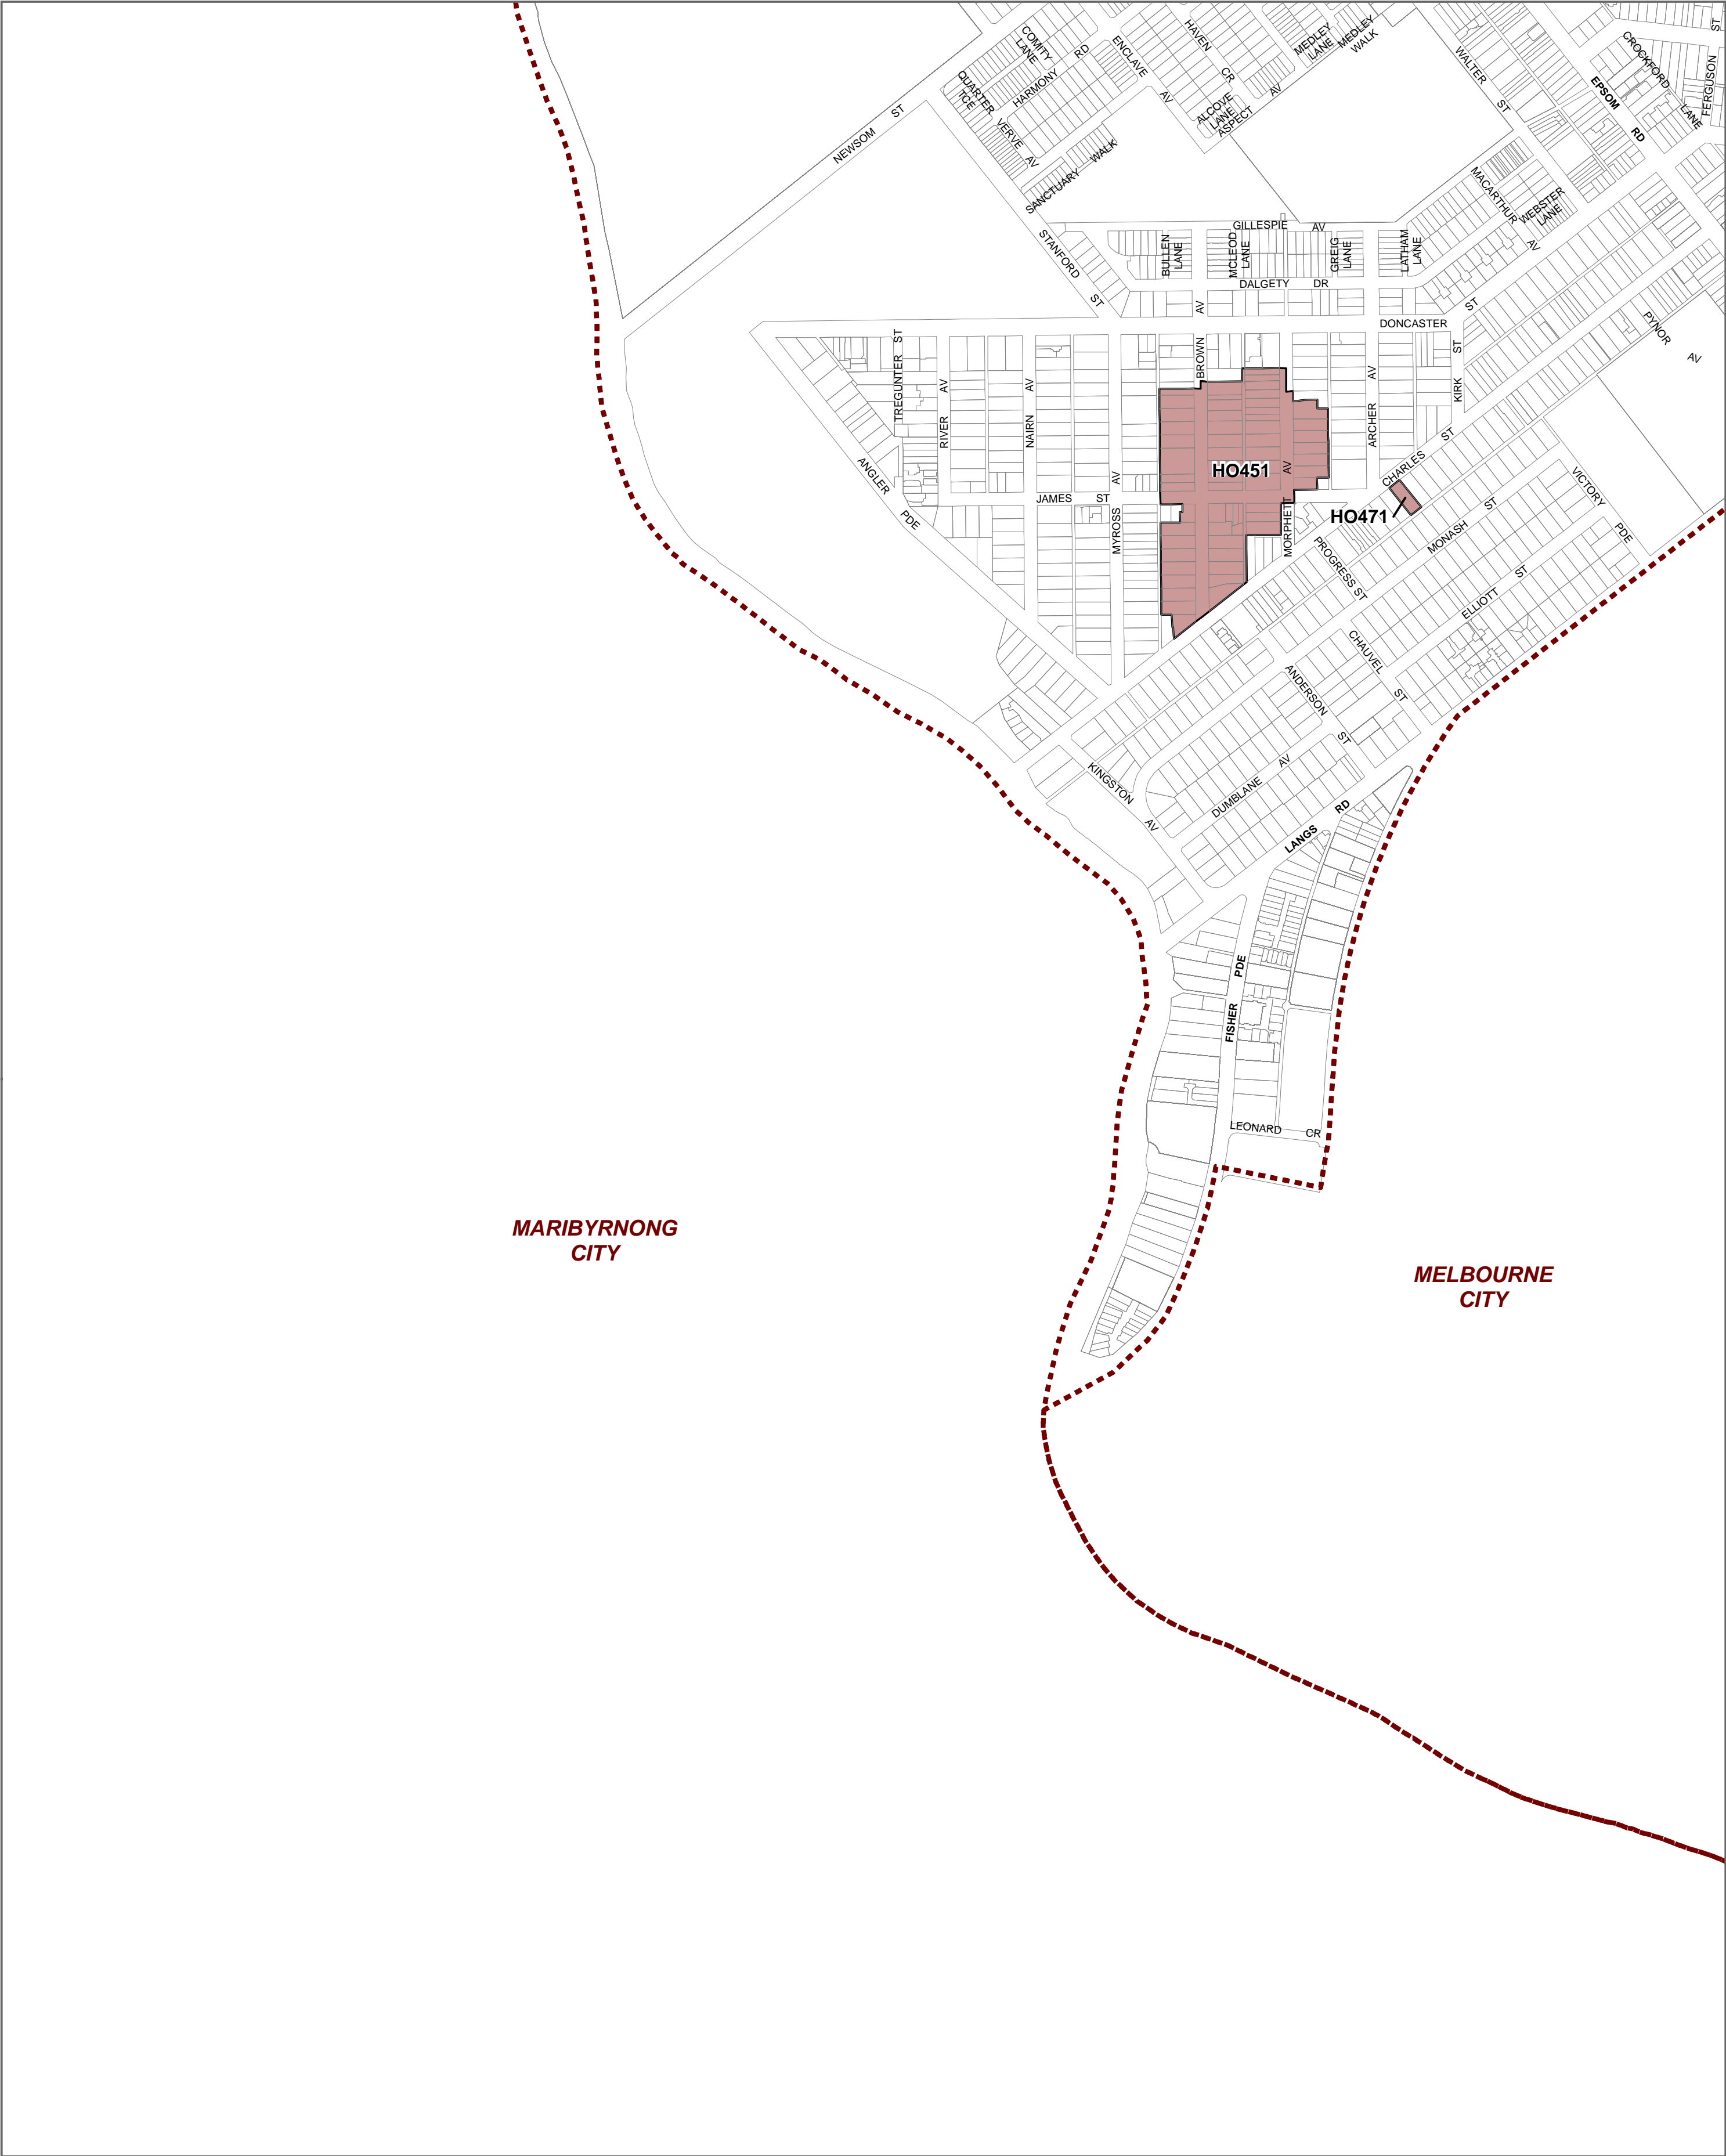 COMITY
LANE
HARMONY RD
ENCLAVE AV
HAVEN CR
MEDLEY
LANE
MEDLEY
WALK
WALTER ST
EPSOM RD
CROCKFORD LANE
FERGUSON ST
QUARTER
TCE
VERVE AV
ALCOVE
LANE
ASPECT AV
NEWSOM ST
SANCTUARY WALK
MACARTHUR AV
WEBSTER
LANE
STANFORD ST
GILLESPIE AV
BULLEN
LANE
MCLEOD
LANE
GREIG
LANE
LATHAM
LANE
DALGETY DR
DONCASTER ST
PYNOR AV
TREGUNTER ST
RIVER AV
NAIRN AV
MYROSS AV
BROWN AV
MORPHETT AV
ARCHER AV
KIRK ST
CHARLES ST
HO451
HO471
ANGLER PDE
JAMES ST
PROGRESS ST
MONASH ST
VICTORY PDE
ELLIOTT ST
CHAUVEL ST
ANDERSON ST
KINGSTON AV
DUMBLANE AV
LANGS RD
FISHER PDE
LEONARD CR
MARIBYRNONG
CITY
MELBOURNE
CITY